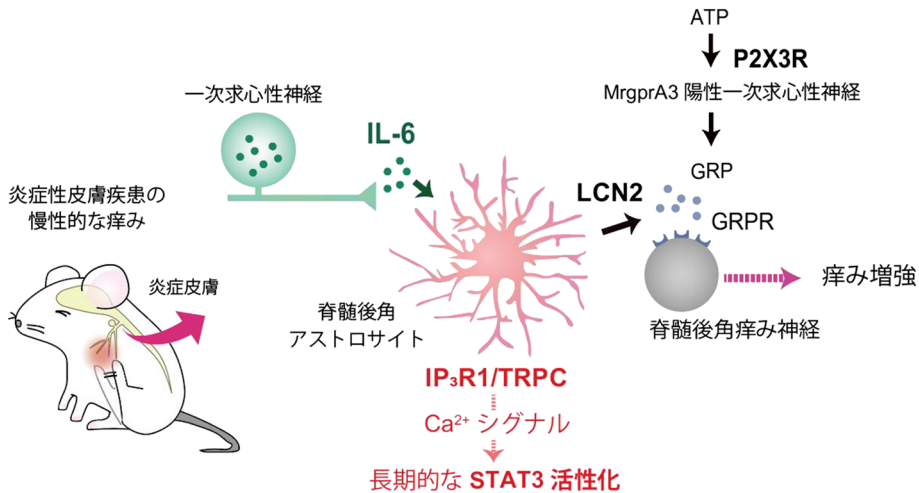 炎症性皮膚疾患の
慢性的な痒み
炎症皮膚
一次求心性神経
IL-6
脊髄後角
アストロサイト
IP₃R1/TRPC
Ca²⁺ シグナル
長期的な STAT3 活性化
LCN2
ATP
P2X3R
MrgprA3 陽性一次求心性神経
GRP
GRPR
脊髄後角痒み神経
痒み増強